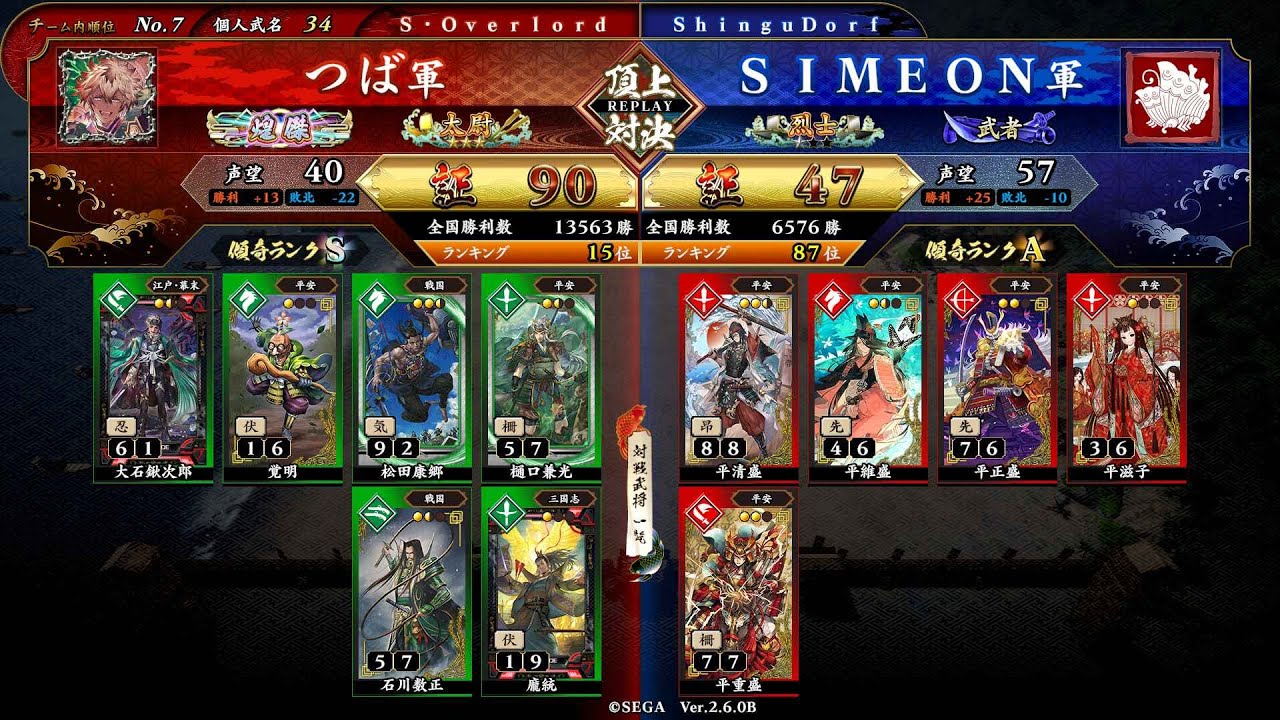 チーム内順位 No.7 個人武名 34
S・Overlord
ShinguDorf
つば軍
頂上
REPLAY
対決
SIMEON軍
煌傑
大尉
烈士
武者
声望 40
勝利 +13 敗北 -22
証 90
証 47
声望 57
勝利 +25 敗北 -10
全国勝利数 13563勝
全国勝利数 6576勝
傾奇ランクS
ランキング 15位
ランキング 87位
傾奇ランクA
江戸・幕末
平安
戦国
平安
平安
平安
平安
平安
忍
伏
気
柵
昂
先
先
6 1
1 6
9 2
5 7
8 8
4 6
7 6
3 6
大石鍬次郎
覚明
松田康郷
樋口兼光
平清盛
平維盛
平正盛
平滋子
対戦武将一覧
戦国
三国志
平安
伏
柵
5 7
1 9
7 7
石川数正
龐統
平重盛
©SEGA Ver.2.6.0B